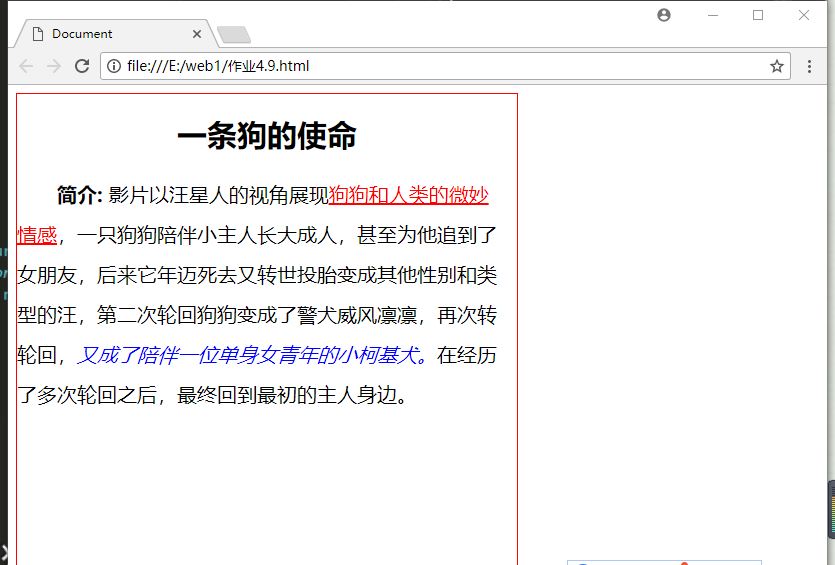 Document
file:///E:/web1/作业4.9.html
一条狗的使命
简介: 影片以汪星人的视角展现狗狗和人类的微妙
情感，一只狗狗陪伴小主人长大成人，甚至为他追到了
女朋友，后来它年迈死去又转世投胎变成其他性别和类
型的汪，第二次轮回狗狗变成了警犬威风凛凛，再次转
轮回，又成了陪伴一位单身女青年的小柯基犬。在经历
了多次轮回之后，最终回到最初的主人身边。